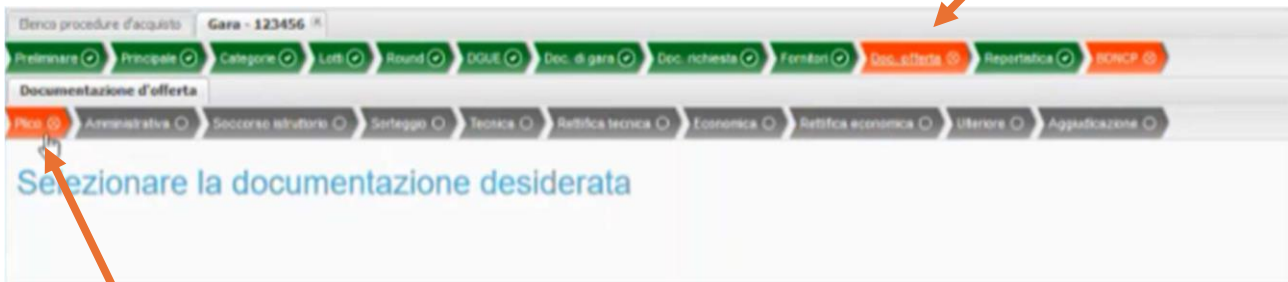 Elenco procedure d'acquisto Gara - 123456
Preliminare Principale Categorie Lotti Round DGUE Doc. di gara Doc. richiesta Fornitori Doc. offerta Reportistica BDNCP
Documentazione d'offerta
Plico Amministrativa Soccorso istruttorio Sorteggio Tecnica Rettifica tecnica Economica Rettifica economica Ulteriore Aggiudicazione
Selezionare la documentazione desiderata